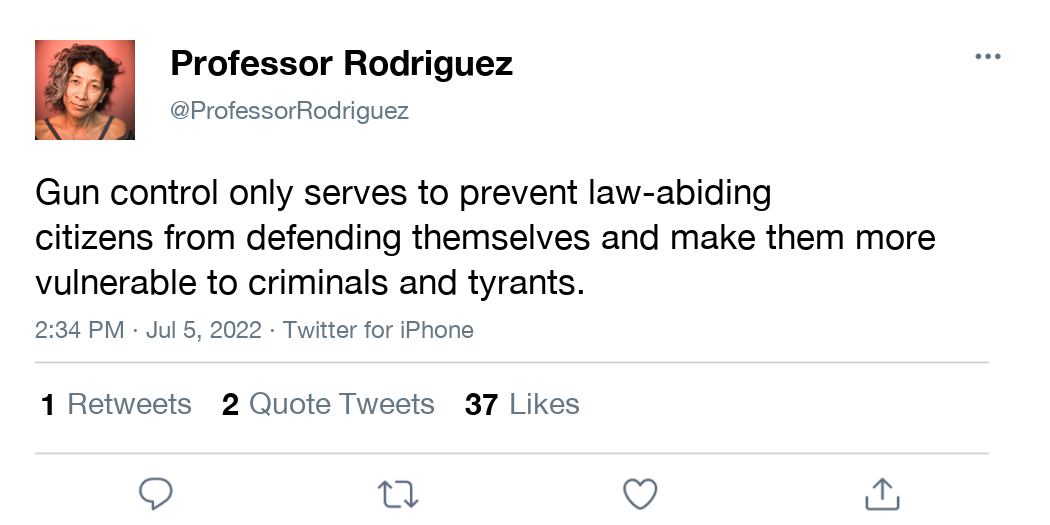 Professor Rodriguez
@ProfessorRodriguez
Gun control only serves to prevent law-abiding
citizens from defending themselves and make them more
vulnerable to criminals and tyrants.
2:34 PM · Jul 5, 2022 · Twitter for iPhone
1 Retweets 2 Quote Tweets 37 Likes